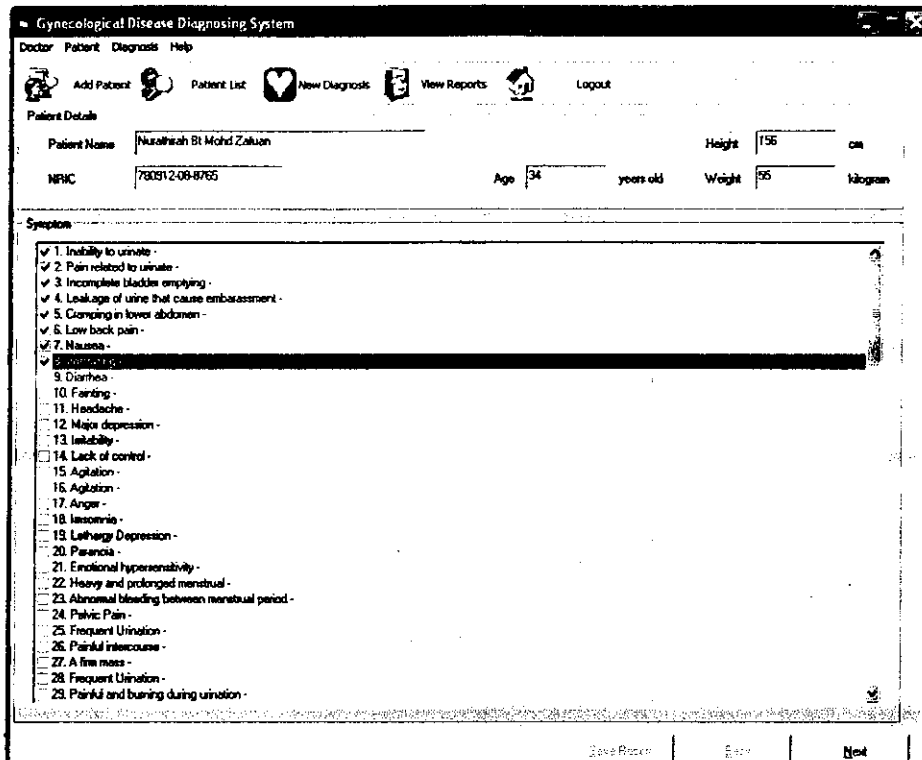 Gynecological Disease Diagnosing System
Doctor Patient Diagnosis Help
Add Patient Patient List New Diagnosis View Reports Logout
Patient Details
Patient Name Nurathirah Bt Mohd Zaluan Height 156 cm
NRIC 780912-08-8765 Age 34 years old Weight 55 kilogram
Symptom
1. Inability to urinate -
2. Pain related to urinate -
3. Incomplete bladder emptying -
4. Leakage of urine that cause embarassment -
5. Cramping in lower abdomen -
6. Low back pain -
7. Nausea -
9. Diarrhea -
10. Fainting -
11. Headache -
12. Major depression -
13. Irritability -
14. Lack of control -
15. Agitation -
16. Agitation -
17. Anger -
18. Insomnia -
19. Lethargy Depression -
20. Paranoia -
21. Emotional hypersensitivity -
22. Heavy and prolonged menstrual -
23. Abnormal bleeding between menstrual period -
24. Pelvic Pain -
25. Frequent Urination -
26. Painful intercourse -
27. A firm mass -
28. Frequent Urination -
29. Painful and burning during urination -
Save Report Back Next